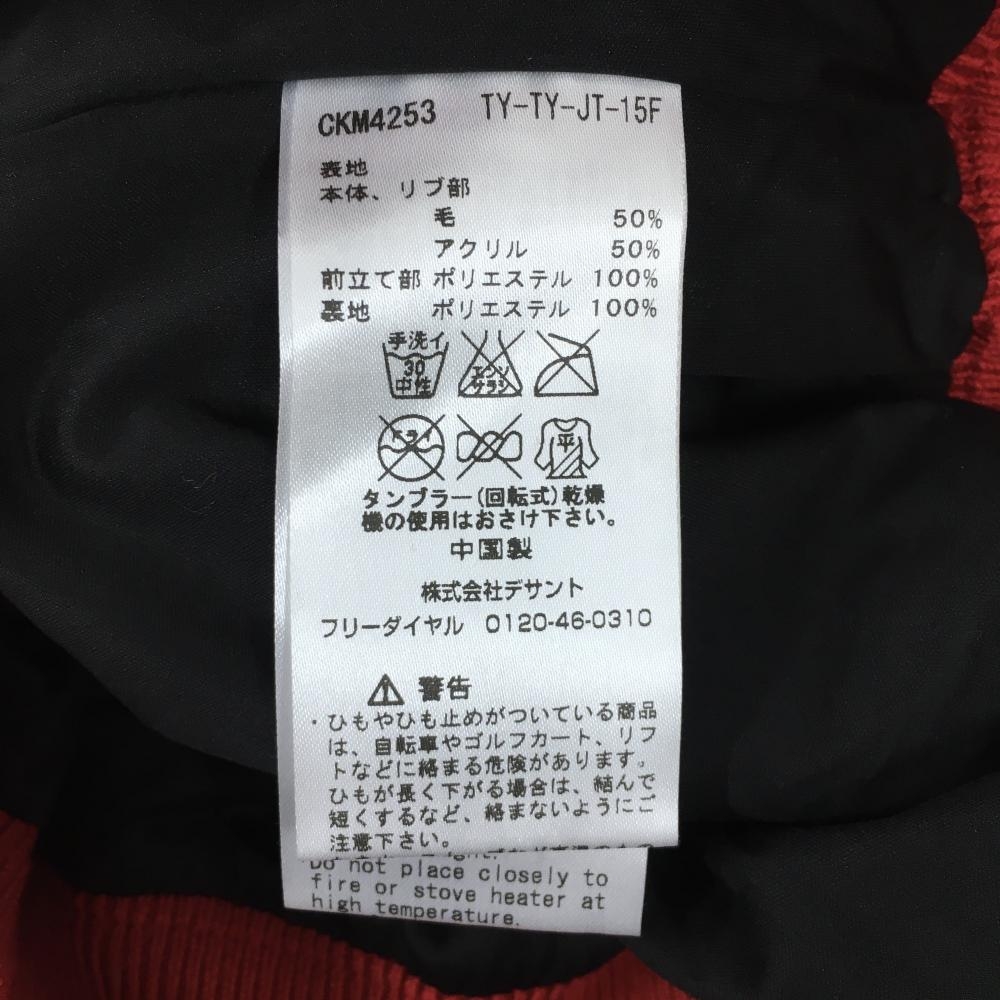 CKM4253 TY-TY-JT-15F
表地
本体、リブ部
毛 50%
アクリル 50%
前立て部 ポリエステル 100%
裏地 ポリエステル 100%
手洗イ
30
中性
エンソ
サラシ
ドライ
平
タンブラー(回転式)乾燥
機の使用はおさけ下さい。
中国製
株式会社デサント
フリーダイヤル 0120-46-0310
警告
・ひもやひも止めがついている商品
は、自転車やゴルフカート、リフ
トなどに絡まる危険があります。
ひもが長く下がる場合は、結んで
短くするなど、絡まないようにご
注意下さい。
Do not place closely to
fire or stove heater at
high temperature.